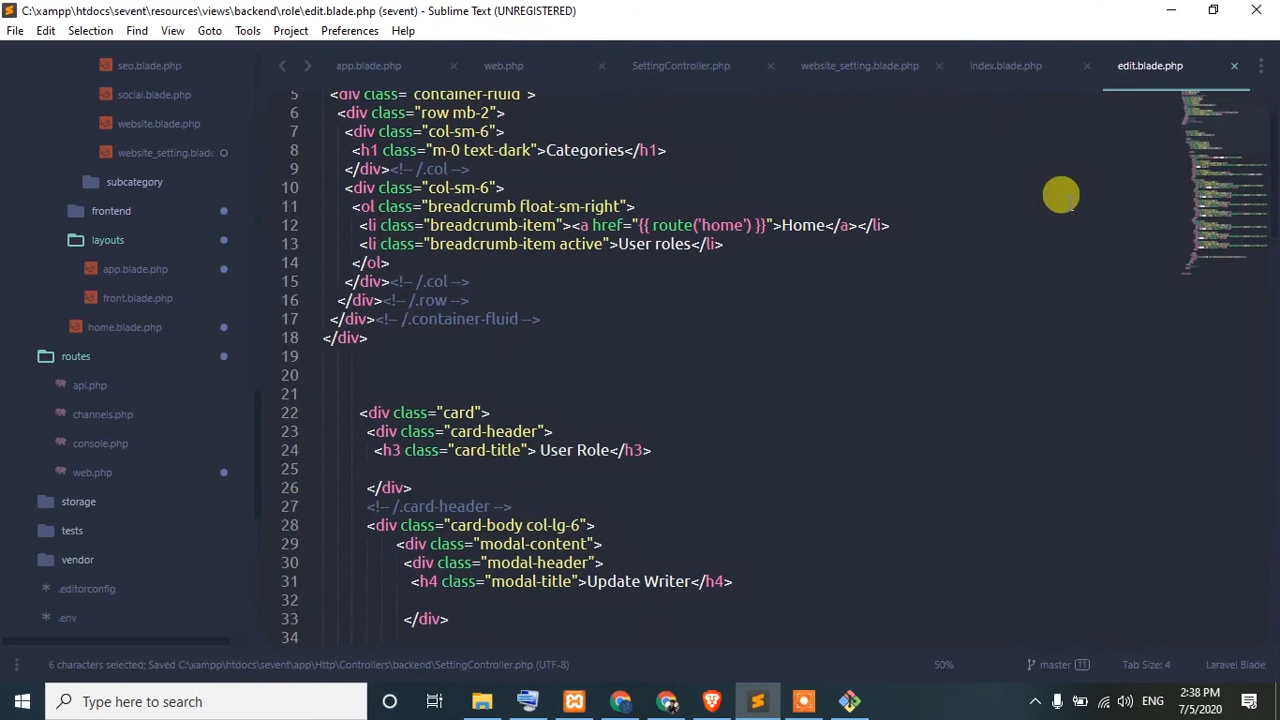 C:\xampp\htdocs\sevent\resources\views\backend\role\edit.blade.php (sevent) - Sublime Text (UNREGISTERED)
File Edit Selection Find View Goto Tools Project Preferences Help
seo.blade.php
social.blade.php
website.blade.php
website_setting.blade
subcategory
frontend
layouts
app.blade.php
front.blade.php
home.blade.php
routes
api.php
channels.php
console.php
web.php
storage
tests
vendor
.editorconfig
.env
app.blade.php web.php SettingController.php website_setting.blade.php index.blade.php edit.blade.php
5 <div class="container-fluid">
6 <div class="row mb-2">
7 <div class="col-sm-6">
8 <h1 class="m-0 text-dark">Categories</h1>
9 </div><!-- /.col -->
10 <div class="col-sm-6">
11 <ol class="breadcrumb float-sm-right">
12 <li class="breadcrumb-item"><a href="{{ route('home') }}">Home</a></li>
13 <li class="breadcrumb-item active">User roles</li>
14 </ol>
15 </div><!-- /.col -->
16 </div><!-- /.row -->
17 </div><!-- /.container-fluid -->
18 </div>
19
20
21
22 <div class="card">
23 <div class="card-header">
24 <h3 class="card-title"> User Role</h3>
25
26 </div>
27 <!-- /.card-header -->
28 <div class="card-body col-lg-6">
29 <div class="modal-content">
30 <div class="modal-header">
31 <h4 class="modal-title">Update Writer</h4>
32
33 </div>
34
6 characters selected; Saved C:\xampp\htdocs\sevent\app\Http\Controllers\backend\SettingController.php (UTF-8) 50% master 11 Tab Size: 4 Laravel Blade
Type here to search
ENG
2:38 PM
7/5/2020